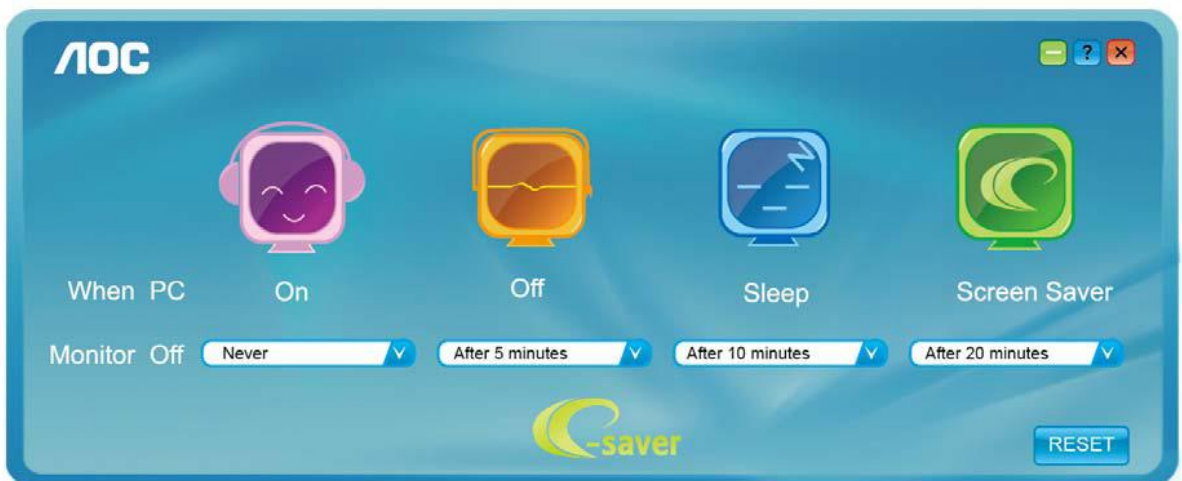 AOC
?
When PC On Off Sleep Screen Saver
Monitor Off Never After 5 minutes After 10 minutes After 20 minutes
e-saver
RESET